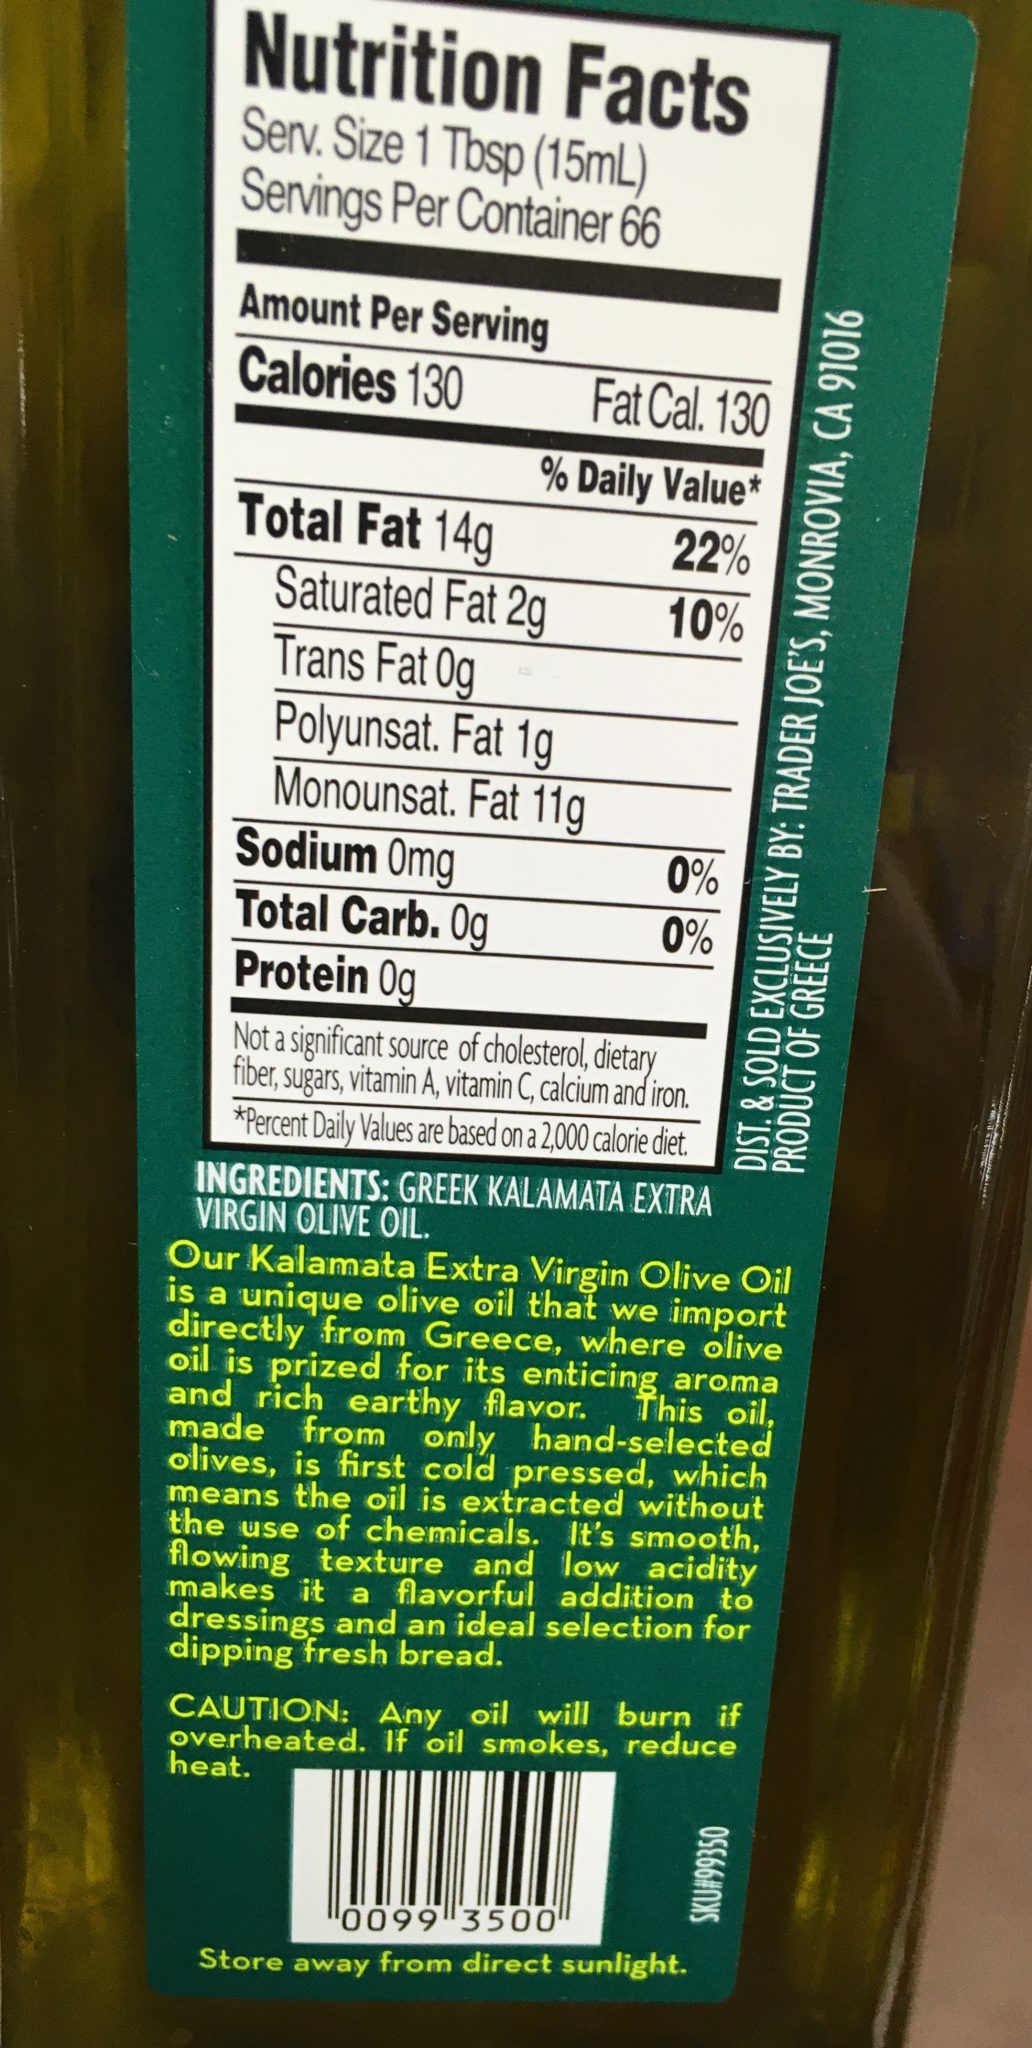 Nutrition Facts
Serv. Size 1 Tbsp (15mL)
Servings Per Container 66
Amount Per Serving
Calories 130 Fat Cal. 130
% Daily Value*
Total Fat 14g 22%
Saturated Fat 2g 10%
Trans Fat 0g
Polyunsat. Fat 1g
Monounsat. Fat 11g
Sodium 0mg 0%
Total Carb. 0g 0%
Protein 0g
Not a significant source of cholesterol, dietary
fiber, sugars, vitamin A, vitamin C, calcium and iron.
*Percent Daily Values are based on a 2,000 calorie diet.
DIST. & SOLD EXCLUSIVELY BY: TRADER JOE'S, MONROVIA, CA 91016
PRODUCT OF GREECE
INGREDIENTS: GREEK KALAMATA EXTRA
VIRGIN OLIVE OIL.
Our Kalamata Extra Virgin Olive Oil
is a unique olive oil that we import
directly from Greece, where olive
oil is prized for its enticing aroma
and rich earthy flavor. This oil,
made from only hand-selected
olives, is first cold pressed, which
means the oil is extracted without
the use of chemicals. It's smooth,
flowing texture and low acidity
makes it a flavorful addition to
dressings and an ideal selection for
dipping fresh bread.
CAUTION: Any oil will burn if
overheated. If oil smokes, reduce
heat.
0099 3500
SKU#99350
Store away from direct sunlight.